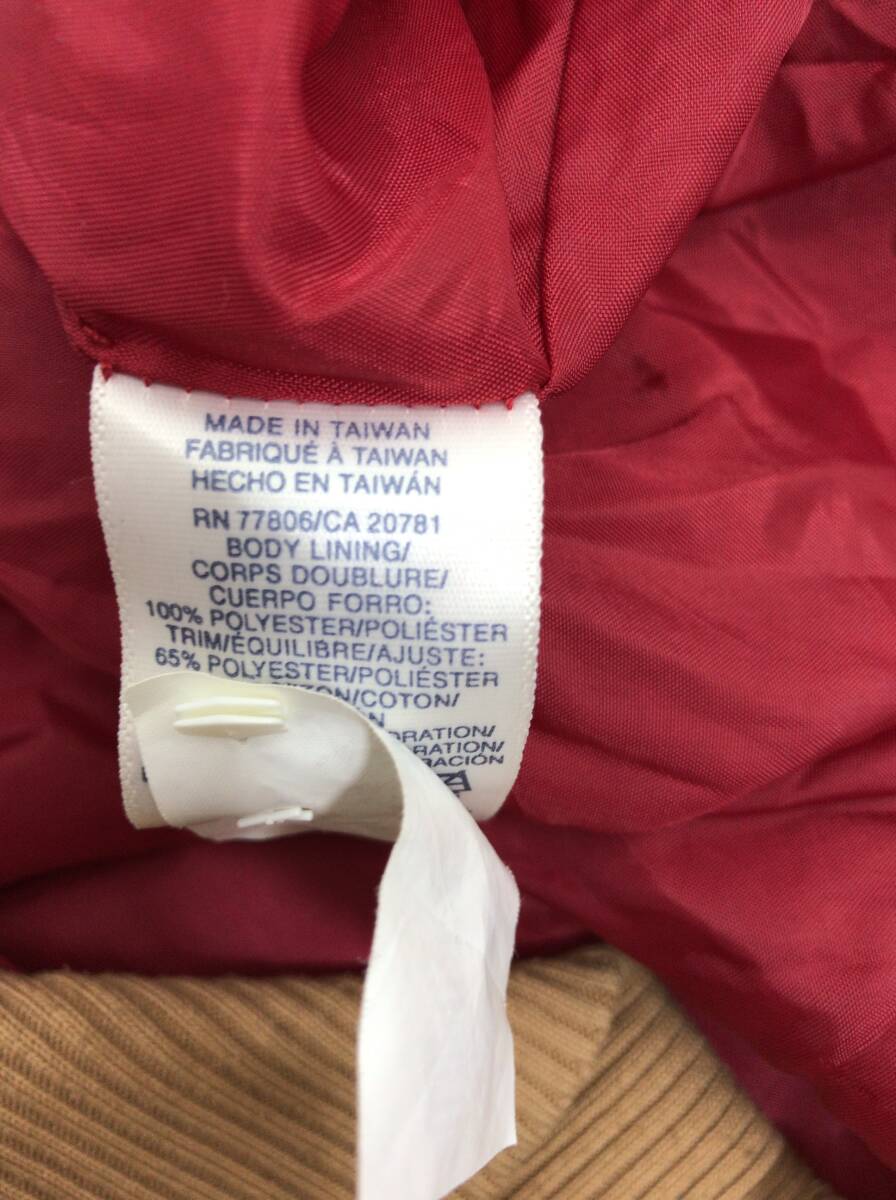 MADE IN TAIWAN
FABRIQUÉ À TAIWAN
HECHO EN TAIWÁN
RN 77806/CA 20781
BODY LINING/
CORPS DOUBLURE/
CUERPO FORRO:
100% POLYESTER/POLIÉSTER
TRIM/ÉQUILIBRE/AJUSTE:
65% POLYESTER/POLIÉSTER
/COTON/